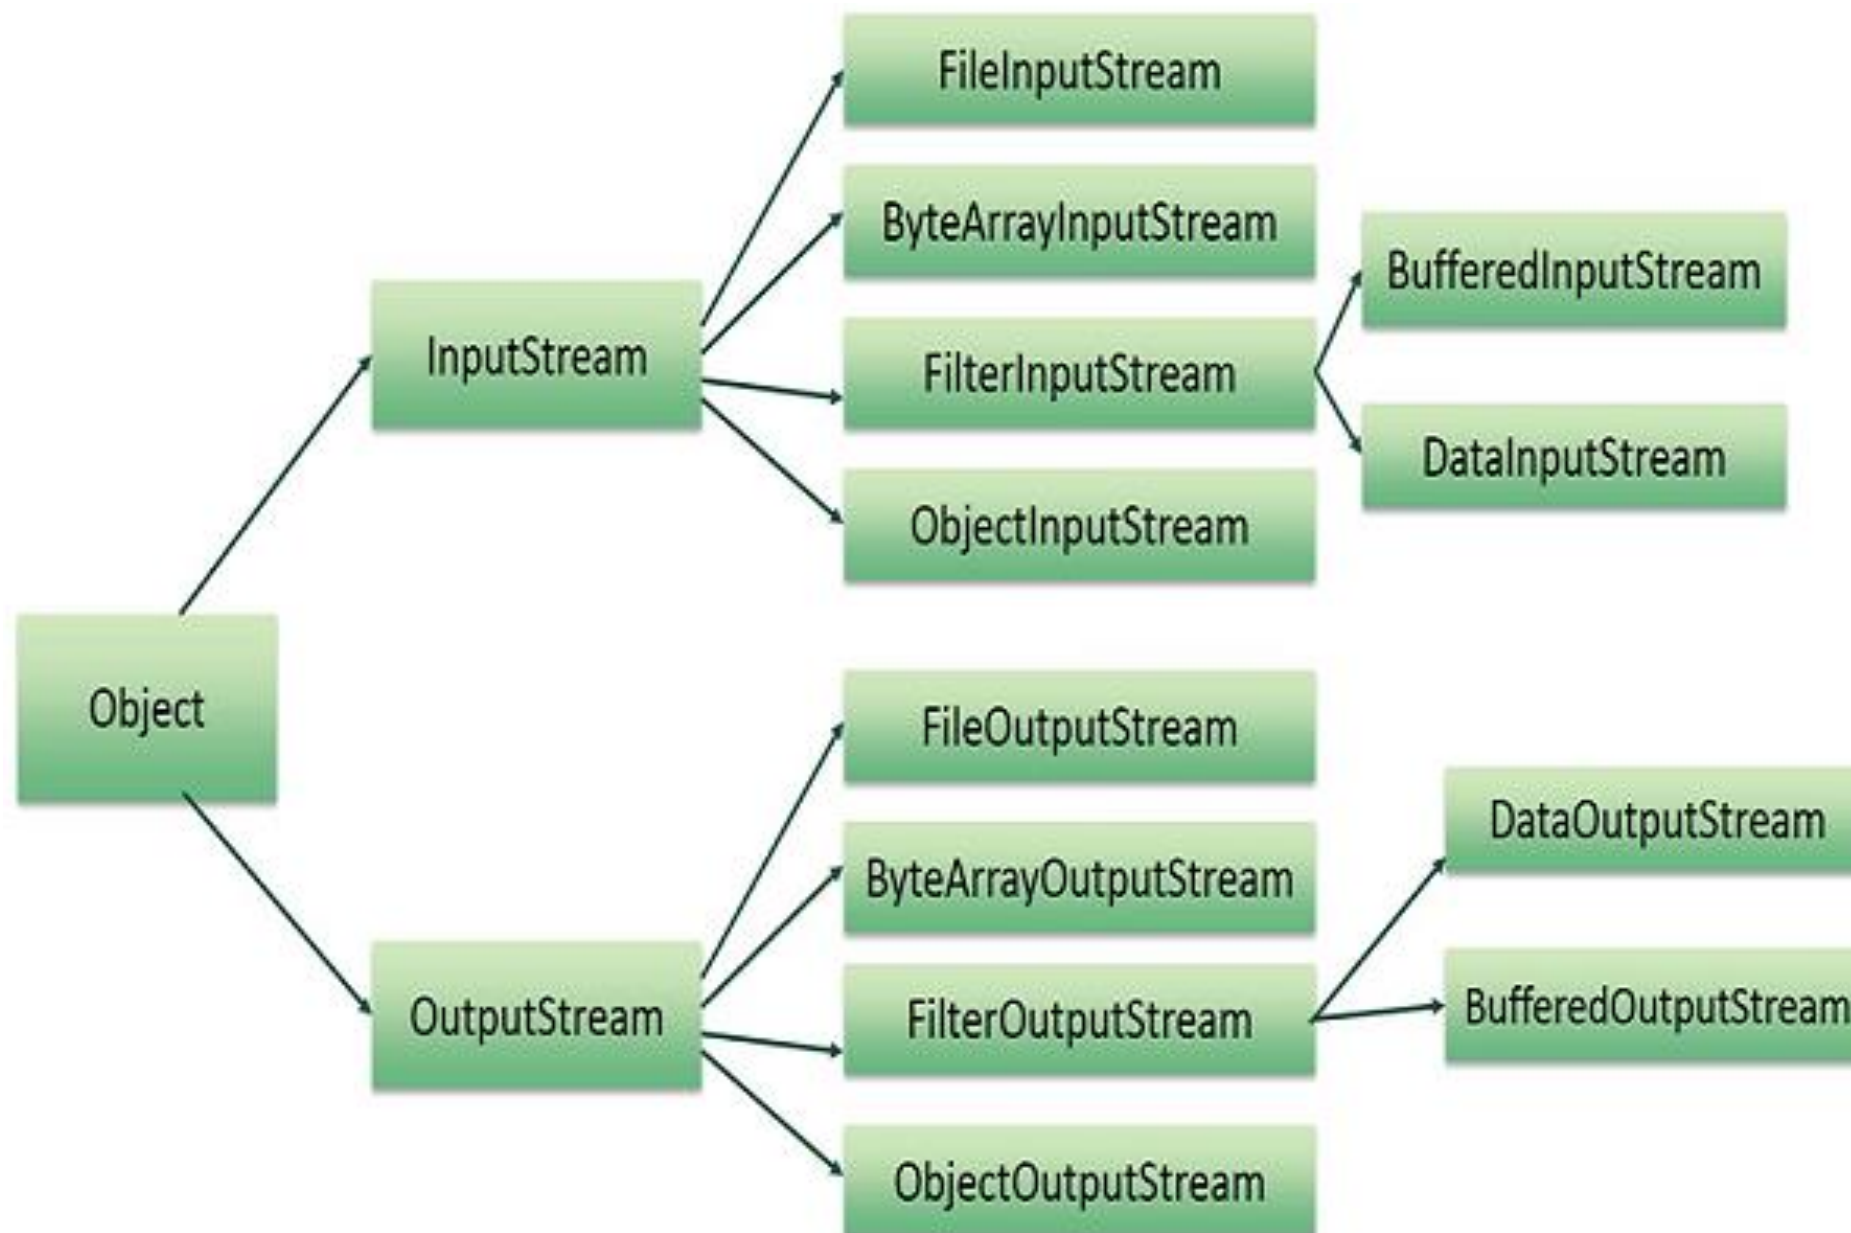 FileInputStream
ByteArrayInputStream
BufferedInputStream
InputStream
FilterInputStream
DataInputStream
ObjectInputStream
Object
FileOutputStream
DataOutputStream
ByteArrayOutputStream
OutputStream
FilterOutputStream
BufferedOutputStream
ObjectOutputStream